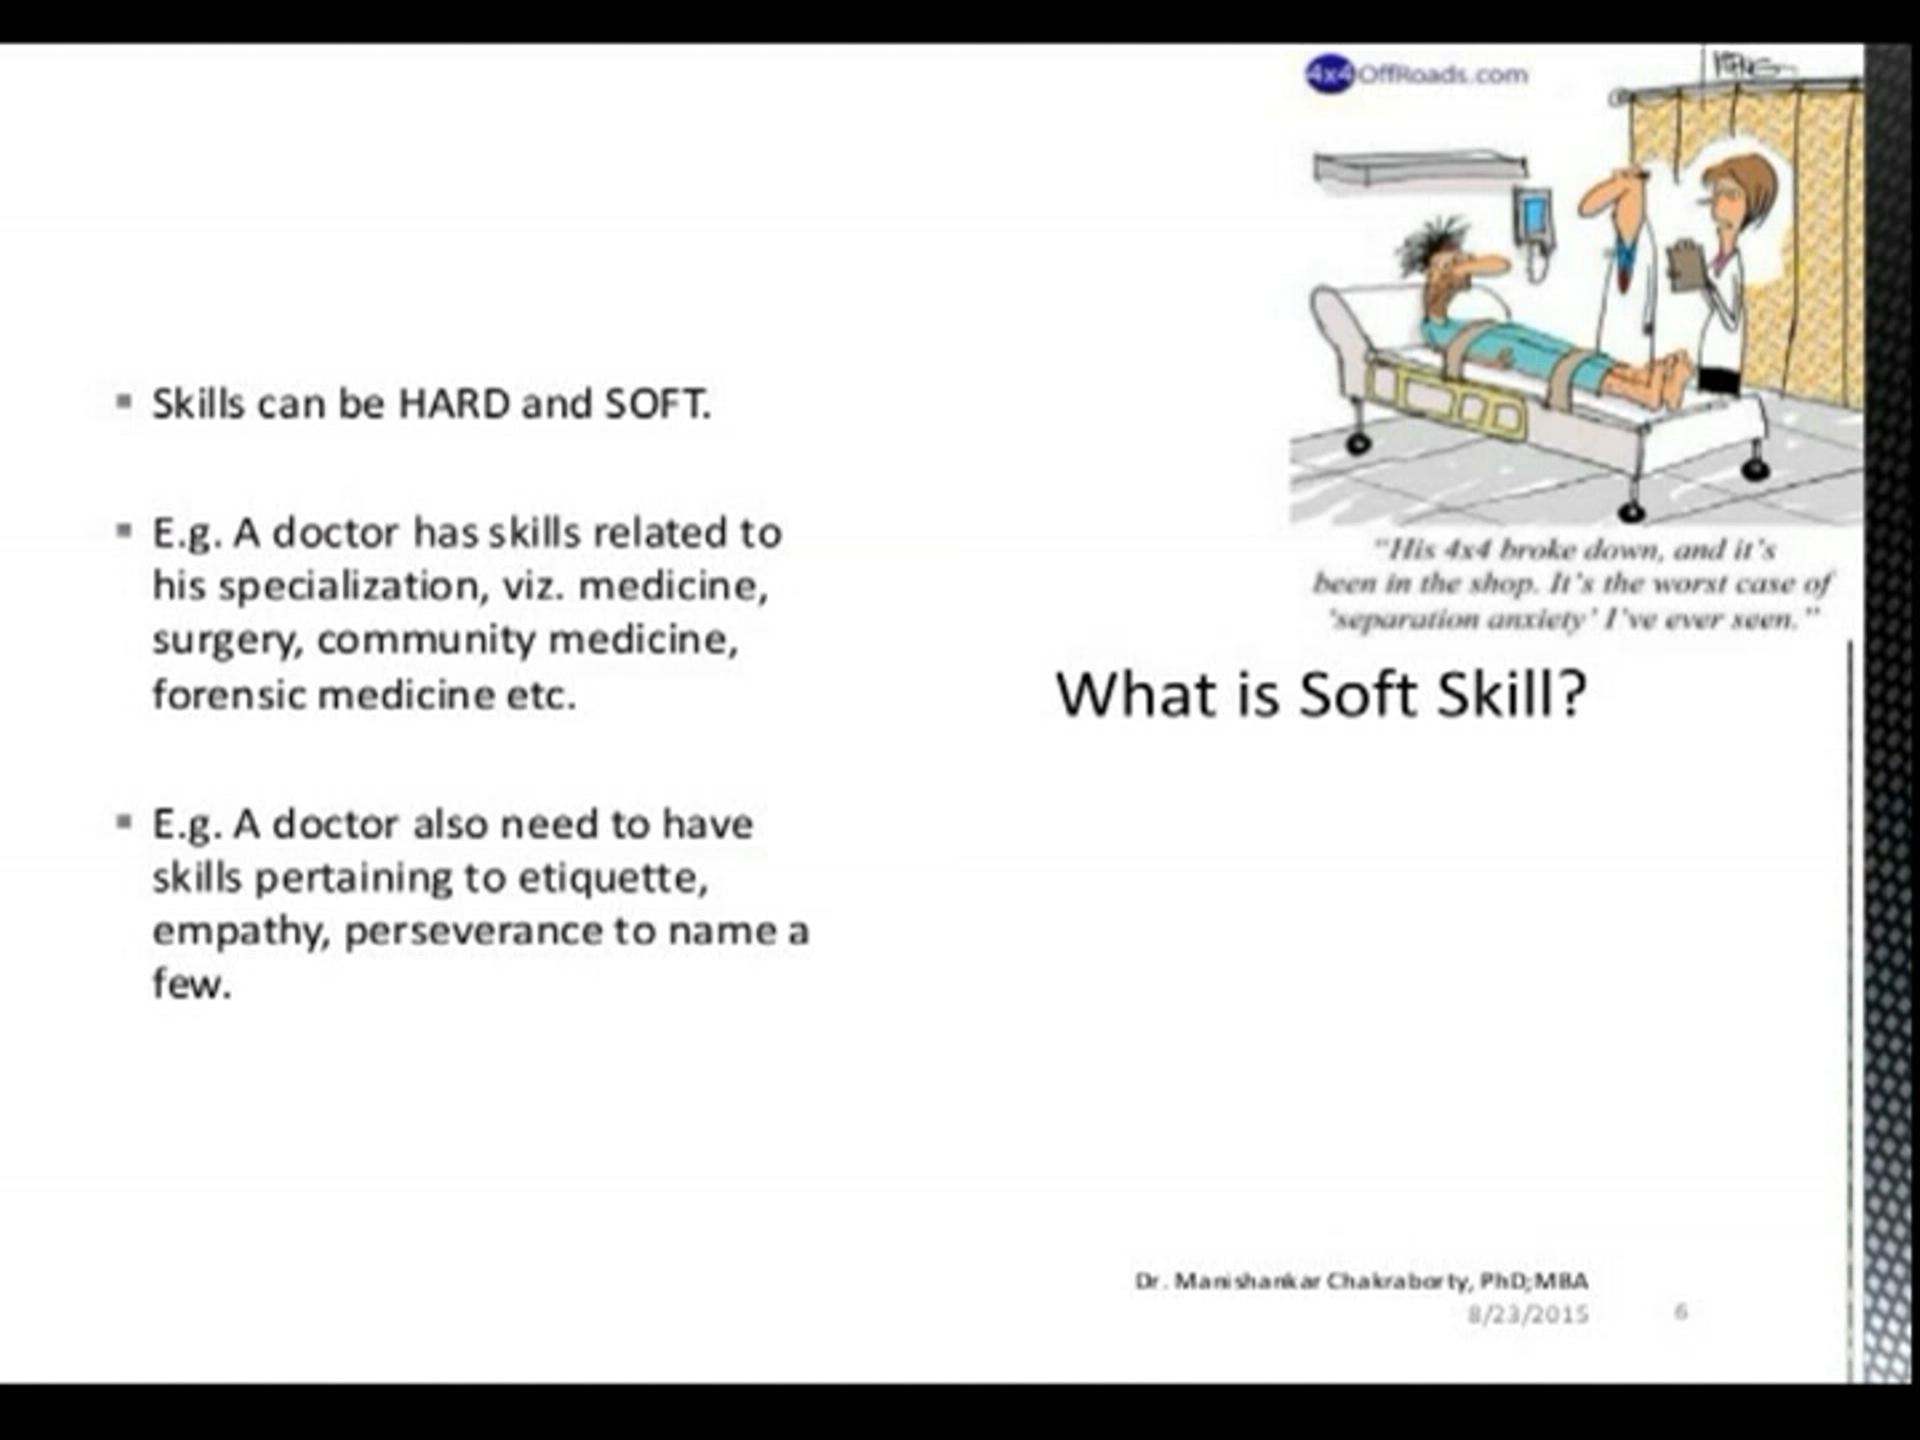 4x4OffRoads.com
▪ Skills can be HARD and SOFT.
▪ E.g. A doctor has skills related to
his specialization, viz. medicine,
surgery, community medicine,
forensic medicine etc.
▪ E.g. A doctor also need to have
skills pertaining to etiquette,
empathy, perseverance to name a
few.
"His 4x4 broke down, and it's
been in the shop. It's the worst case of
'separation anxiety' I've ever seen."
What is Soft Skill?
Dr. Manishankar Chakraborty, PhD;MBA
8/23/2015 6